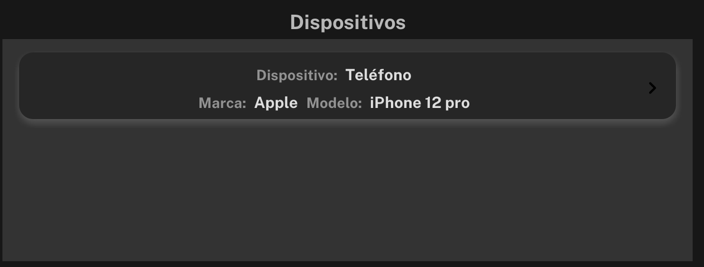 Dispositivos
Dispositivo: Teléfono
Marca: Apple Modelo: iPhone 12 pro